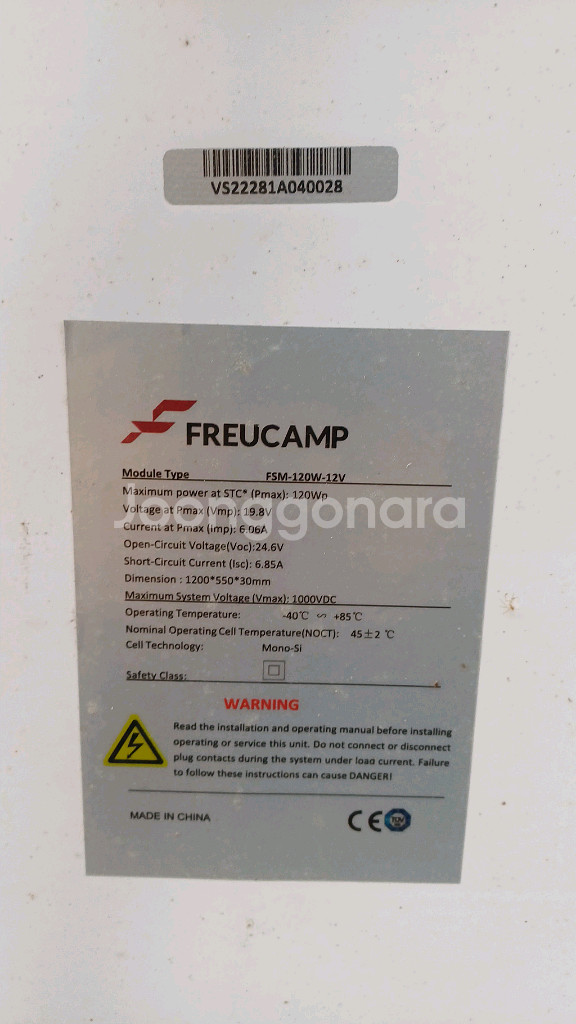 VS22281A040028
FREUCAMP
Module Type FSM-120W-12V
Maximum power at STC* (Pmax): 120Wp
Voltage at Pmax (Vmp): 19.8V
Current at Pmax (Imp): 6.06A
Joonggonara
Open-Circuit Voltage(Voc):24.6V
Short-Circuit Current (Isc): 6.85A
Dimension : 1200*550*30mm
Maximum System Voltage (Vmax): 1000VDC
Operating Temperature: -40℃ ∽ +85℃
Nominal Operating Cell Temperature(NOCT): 45±2 ℃
Cell Technology: Mono-Si
Safety Class:
WARNING
Read the installation and operating manual before installing
operating or service this unit. Do not connect or disconnect
plug contacts during the system under load current. Failure
to follow these instructions can cause DANGER!
MADE IN CHINA
CE TÜV